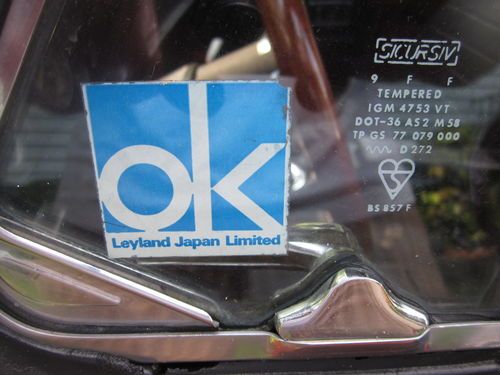 ok
Leyland Japan Limited
SICURSIV
9 F F
TEMPERED
IGM 4753 VT
DOT-36 AS2 M58
TP GS 77 079 000
D 272
BS 857 F